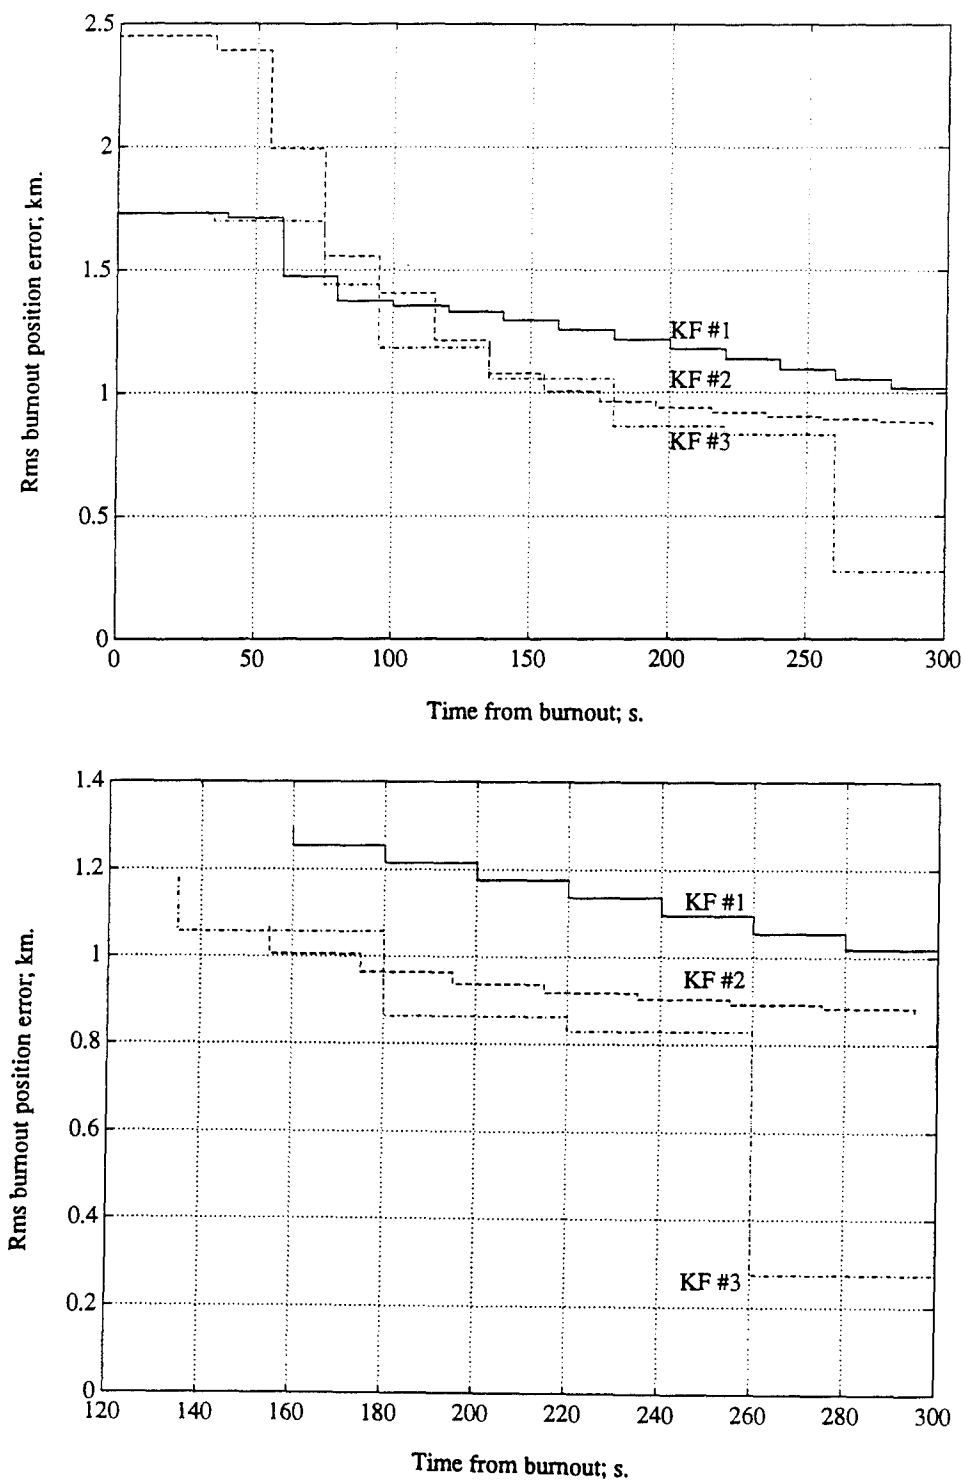 2.5
2
1.5
1
0.5
0
Rms burnout position error; km.
KF #1
KF #2
KF #3
0 50 100 150 200 250 300
Time from burnout; s.
1.4
1.2
1
0.8
0.6
0.4
0.2
0
Rms burnout position error; km.
KF #1
KF #2
KF #3
120 140 160 180 200 220 240 260 280 300
Time from burnout; s.